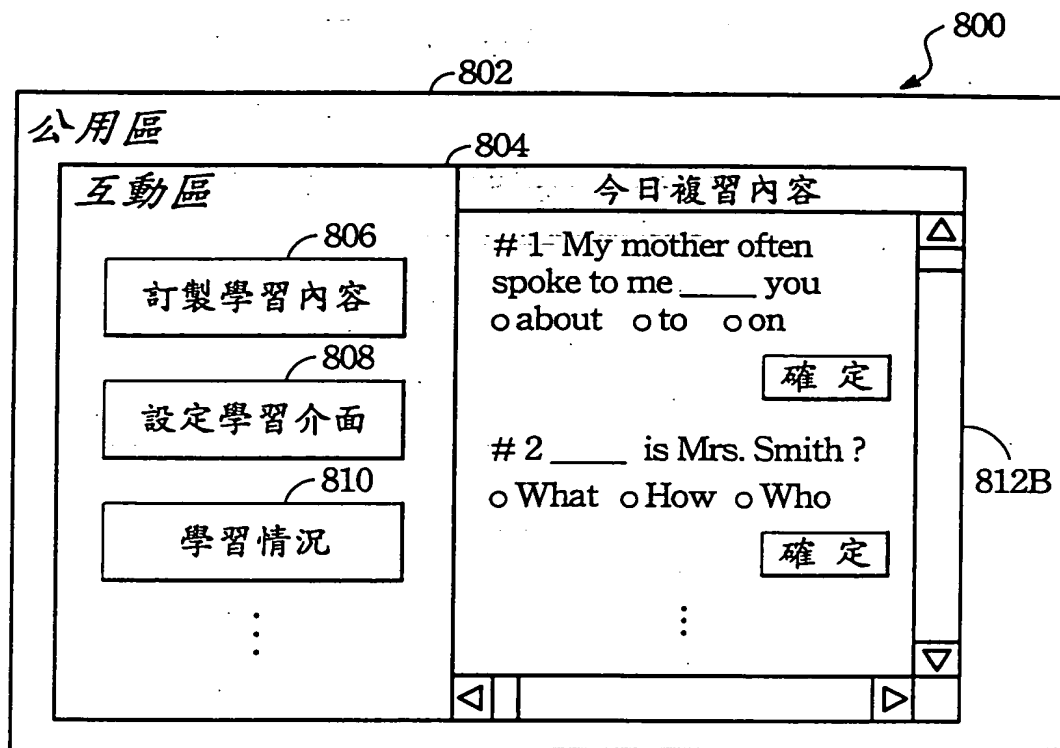 800
802
公用區
804
互動區
今日複習內容
806
訂製學習內容
808
設定學習介面
810
學習情況
# 1 My mother often
spoke to me ____ you
o about o to o on
確 定
# 2 ____ is Mrs. Smith ?
o What o How o Who
確 定
812B